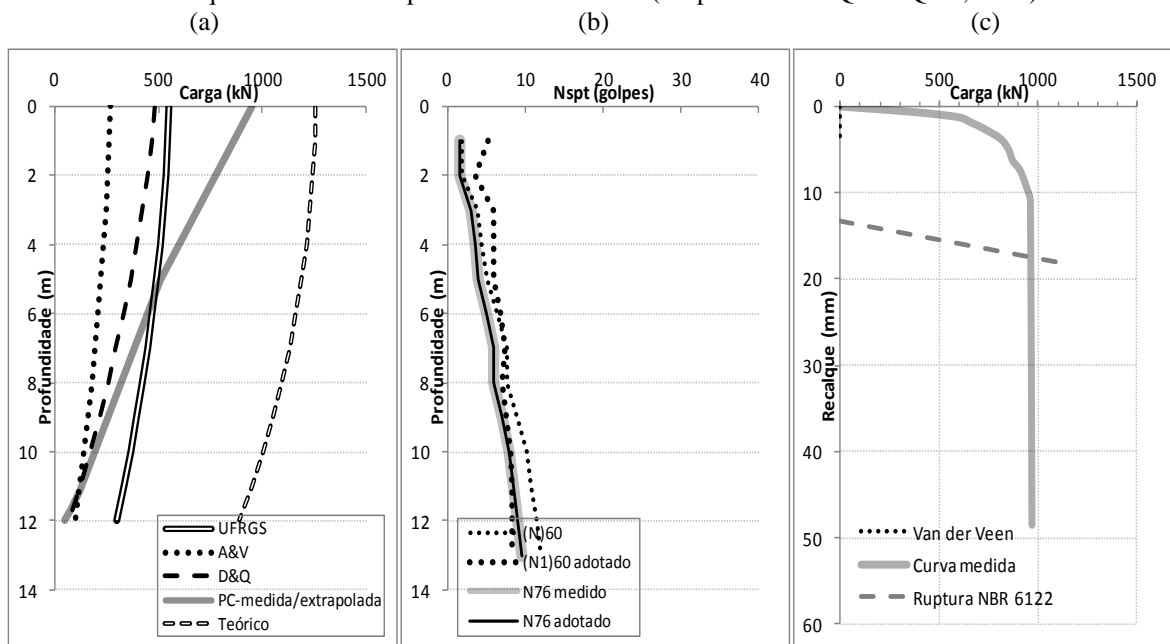 (a) (b) (c)
0 500 1000 1500
Carga (kN)
0
2
4
6
8
10
12
14
Profundidade (m)
UFRGS
A&V
D&Q
PC-medida/extrapolada
Teórico
0 10 20 30 40
Nspt (golpes)
0
2
4
6
8
10
12
14
Profundidade (m)
(N)60
(N1)60 adotado
N76 medido
N76 adotado
0 500 1000 1500
Carga (kN)
0
10
20
30
40
50
60
Recalque (mm)
Van der Veen
Curva medida
Ruptura NBR 6122